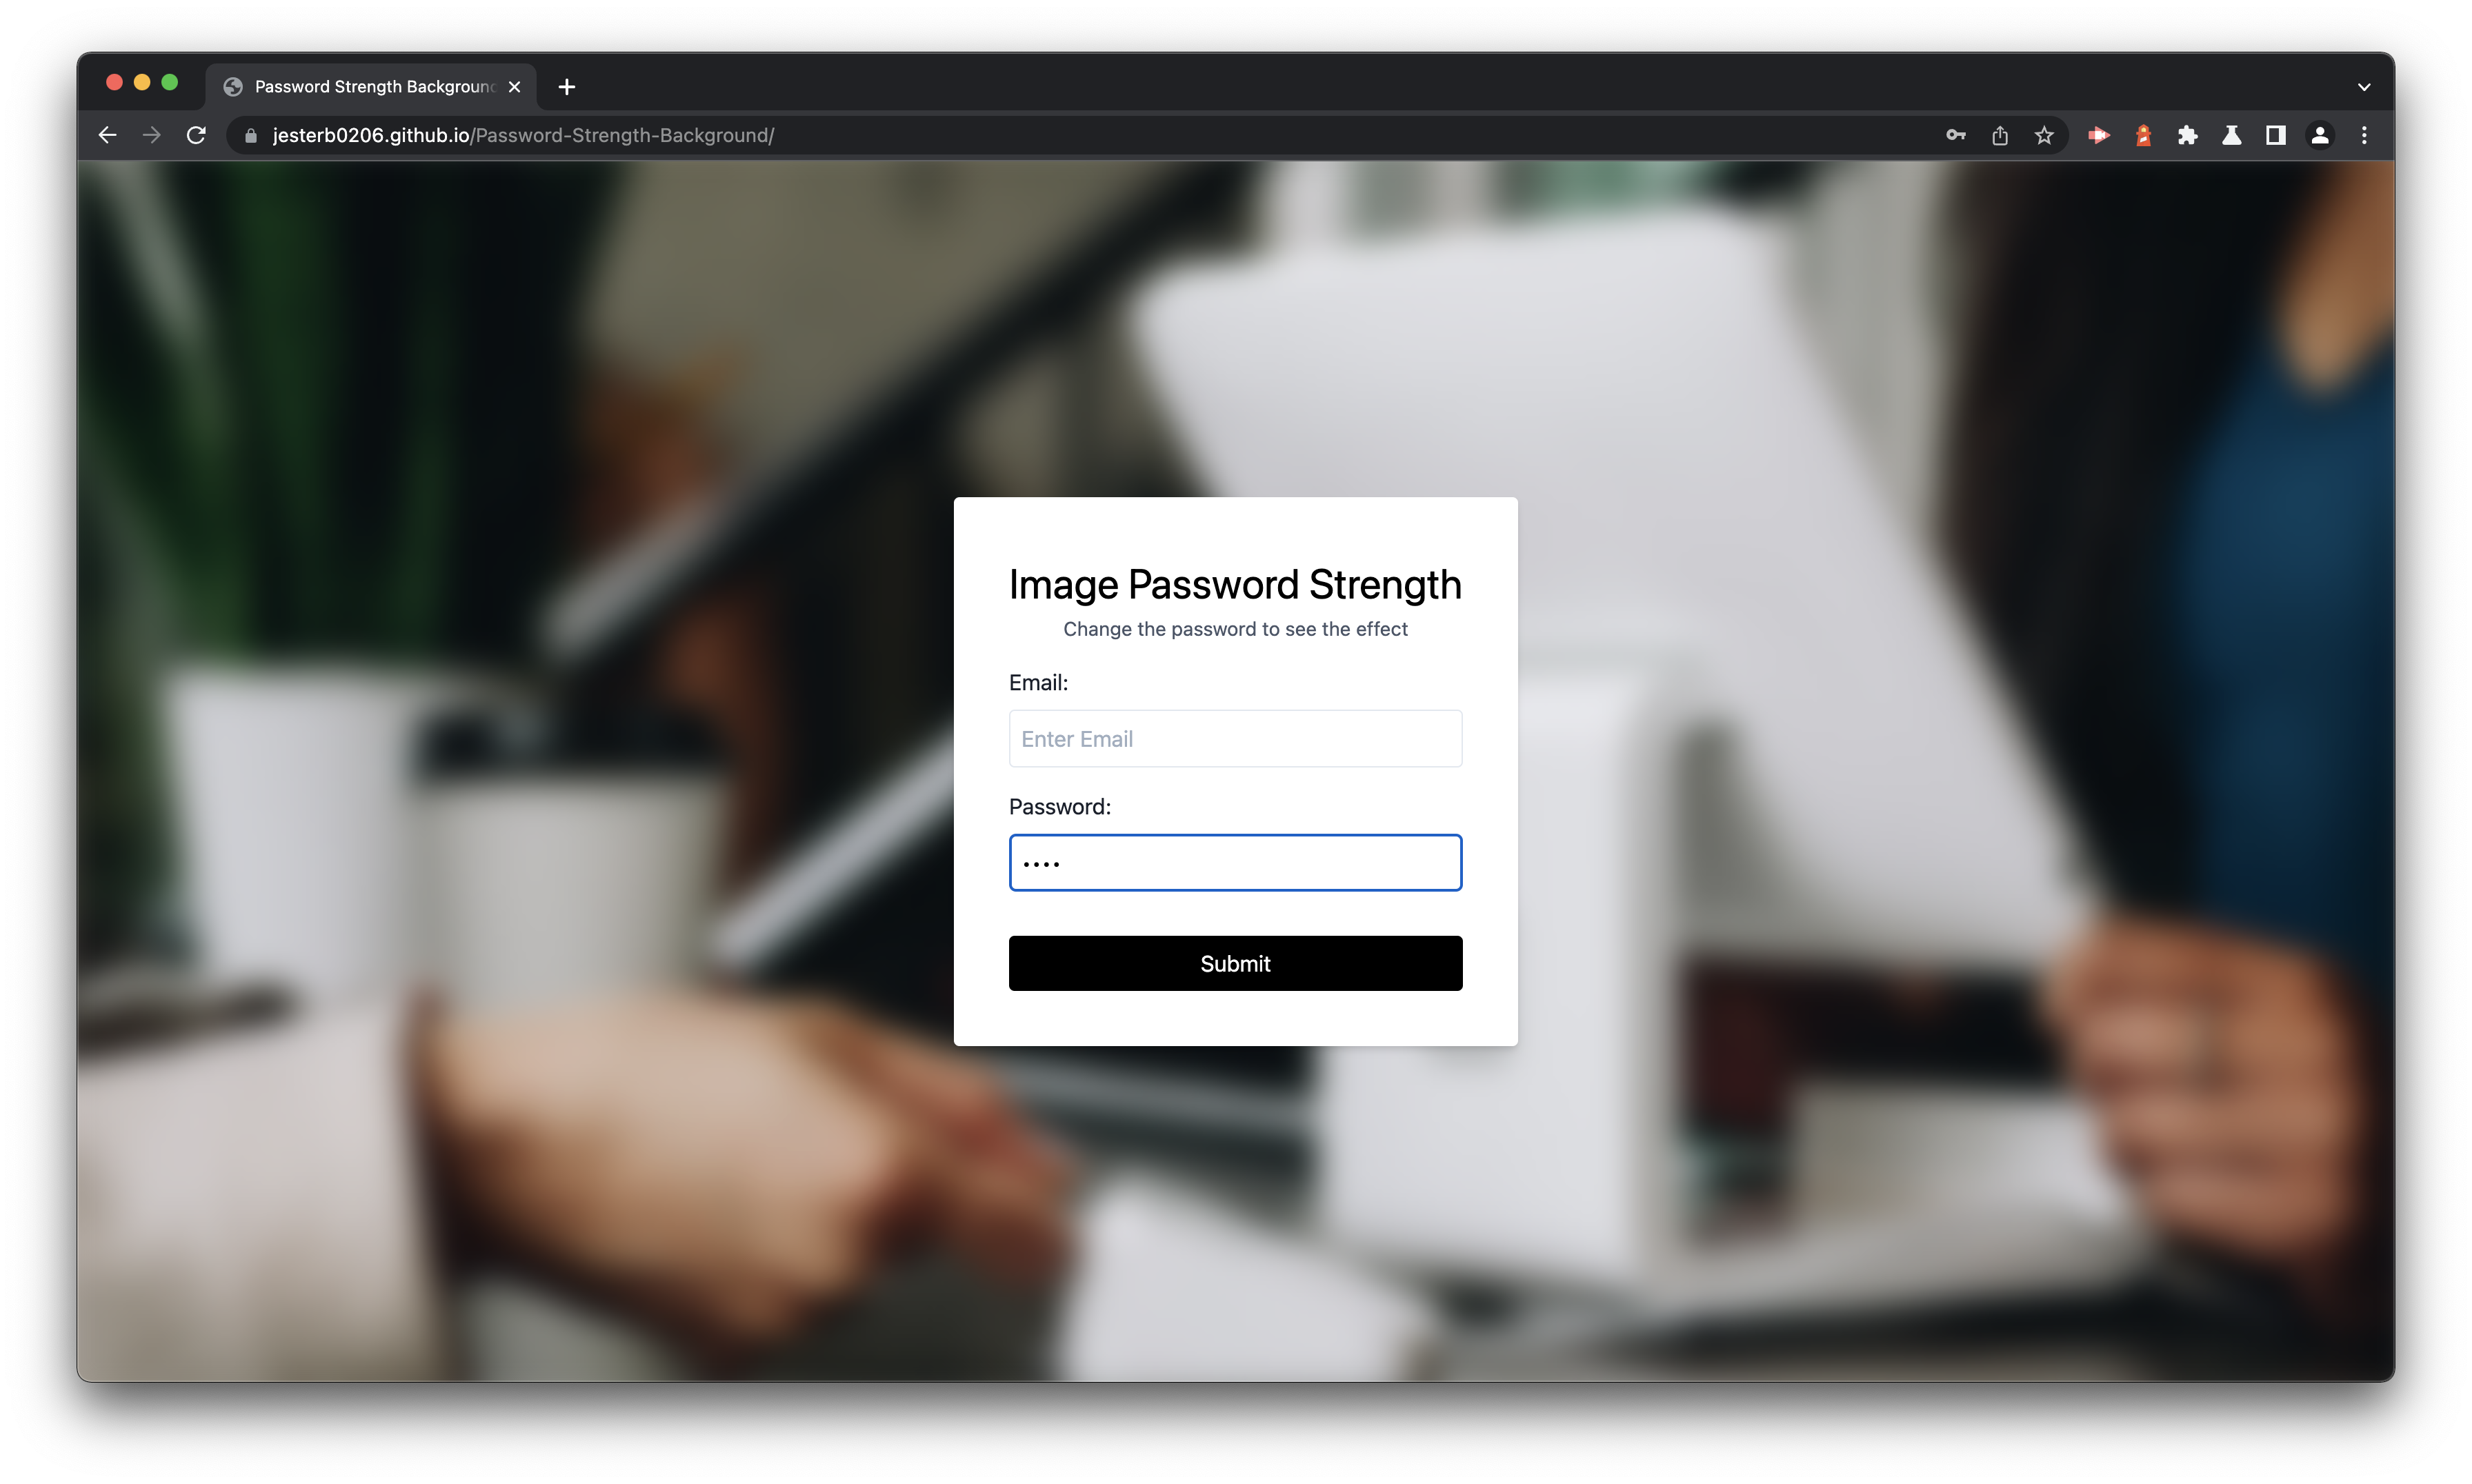 Password Strength Backgroun
jesterb0206.github.io/Password-Strength-Background/
Image Password Strength
Change the password to see the effect
Email:
Enter Email
Password:
••••
Submit